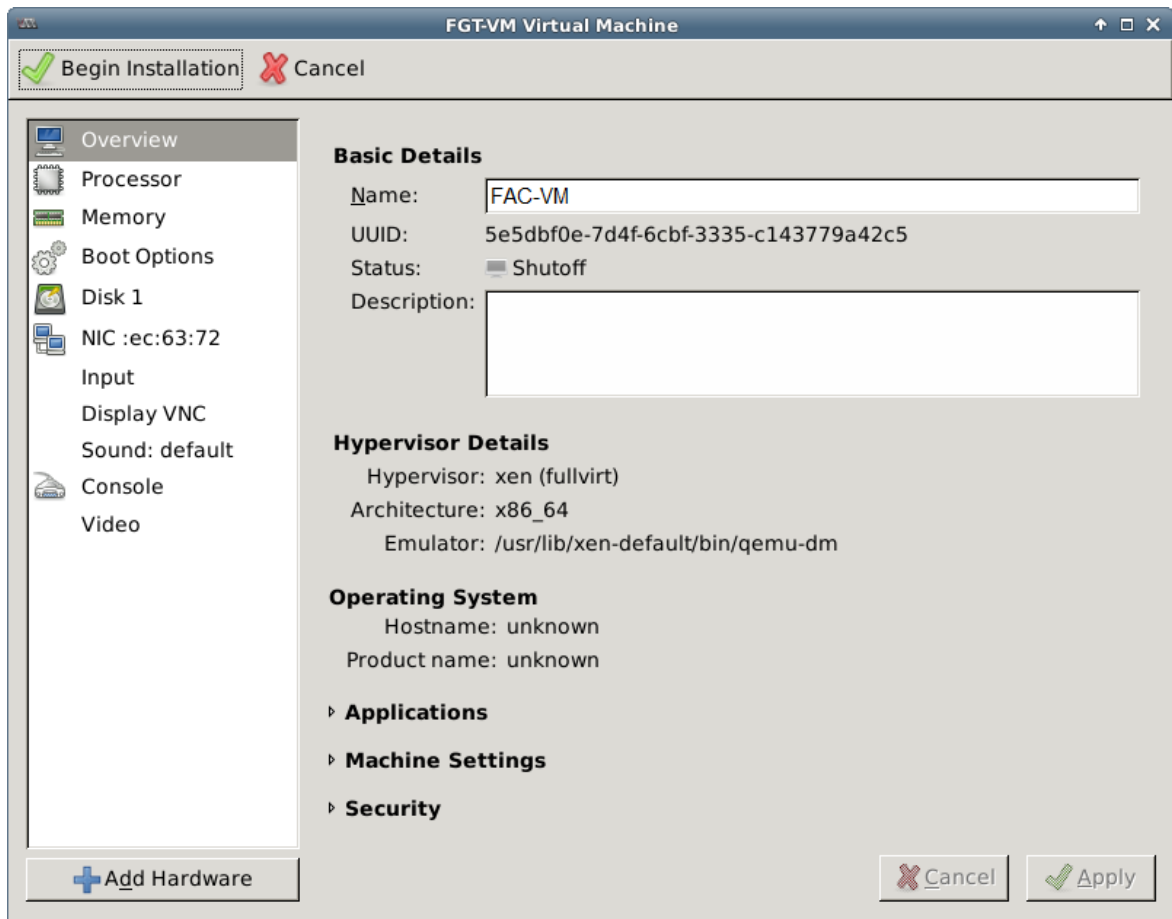 FGT-VM Virtual Machine
Begin Installation Cancel
Overview
Processor
Memory
Boot Options
Disk 1
NIC :ec:63:72
Input
Display VNC
Sound: default
Console
Video
Add Hardware
Basic Details
Name: FAC-VM
UUID: 5e5dbf0e-7d4f-6cbf-3335-c143779a42c5
Status: Shutoff
Description:
Hypervisor Details
Hypervisor: xen (fullvirt)
Architecture: x86_64
Emulator: /usr/lib/xen-default/bin/qemu-dm
Operating System
Hostname: unknown
Product name: unknown
Applications
Machine Settings
Security
Cancel Apply